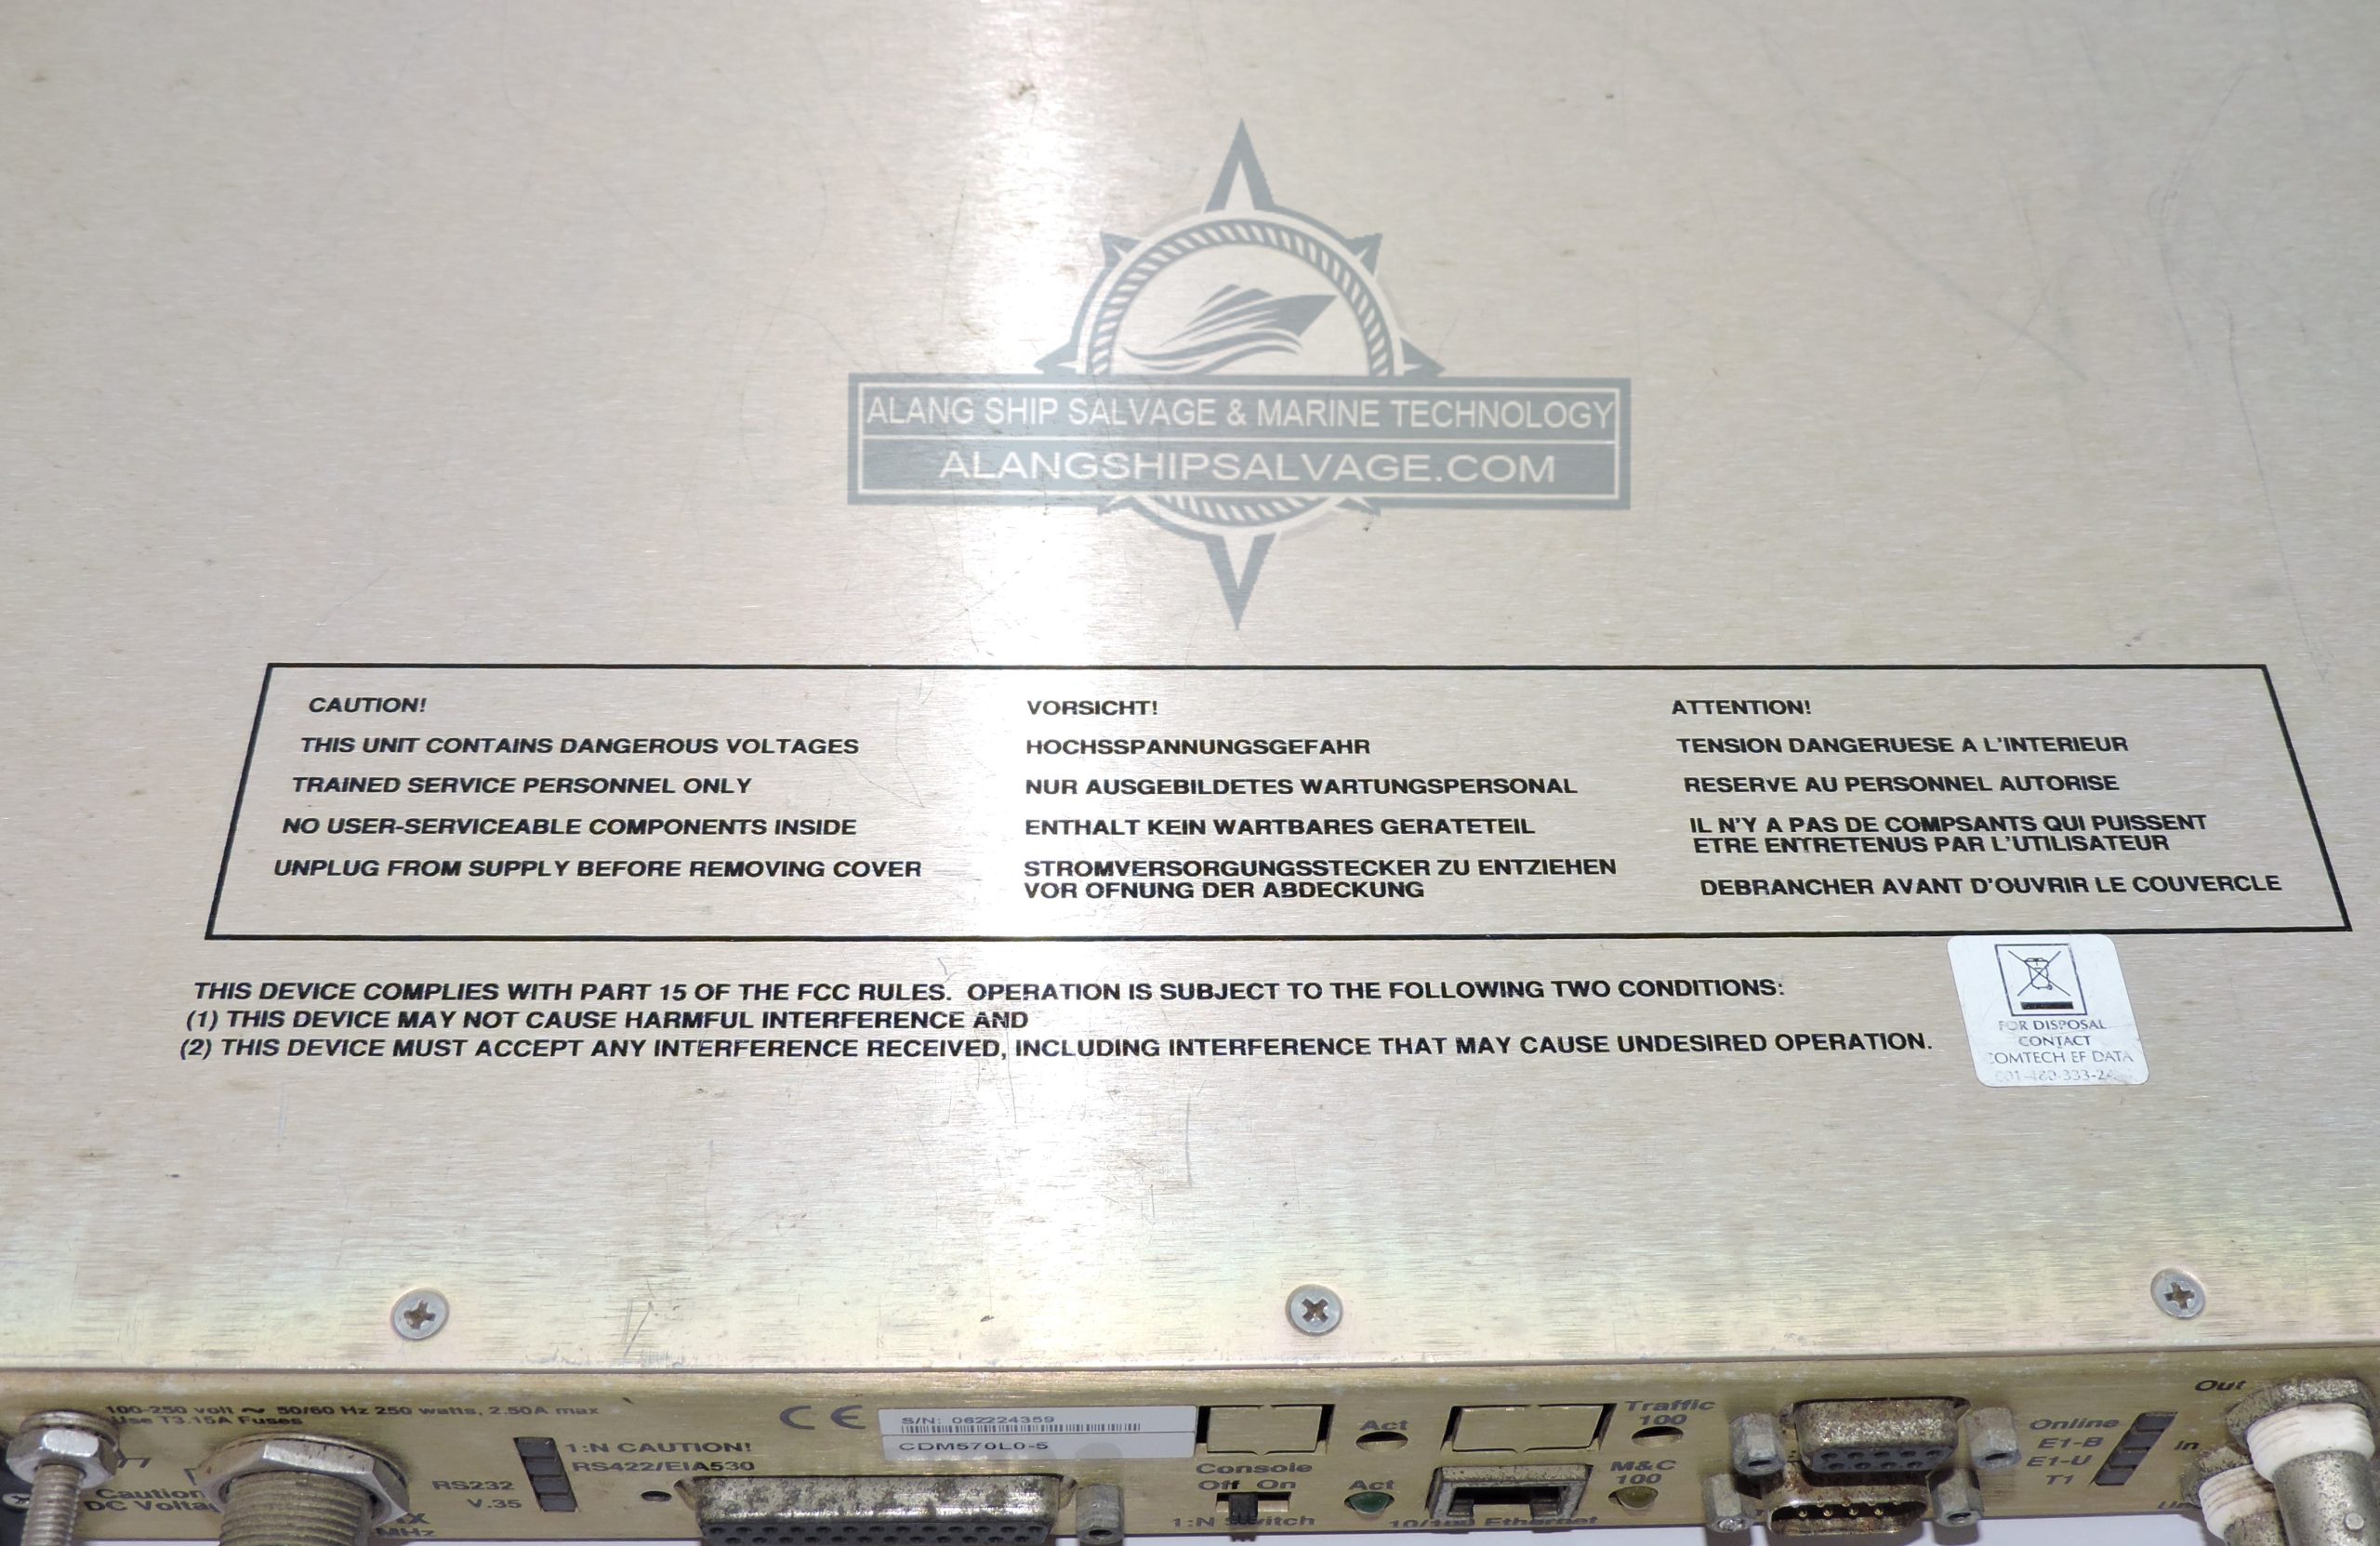 ALANG SHIP SALVAGE & MARINE TECHNOLOGY
ALANGSHIPSALVAGE.COM
CAUTION!
THIS UNIT CONTAINS DANGEROUS VOLTAGES
TRAINED SERVICE PERSONNEL ONLY
NO USER-SERVICEABLE COMPONENTS INSIDE
UNPLUG FROM SUPPLY BEFORE REMOVING COVER
VORSICHT!
HOCHSSPANNUNGSGEFAHR
NUR AUSGEBILDETES WARTUNGSPERSONAL
ENTHALT KEIN WARTBARES GERATETEIL
STROMVERSORGUNGSSTECKER ZU ENTZIEHEN
VOR OFNUNG DER ABDECKUNG
ATTENTION!
TENSION DANGERUESE A L'INTERIEUR
RESERVE AU PERSONNEL AUTORISE
IL N'Y A PAS DE COMPSANTS QUI PUISSENT
ETRE ENTRETENUS PAR L'UTILISATEUR
DEBRANCHER AVANT D'OUVRIR LE COUVERCLE
THIS DEVICE COMPLIES WITH PART 15 OF THE FCC RULES. OPERATION IS SUBJECT TO THE FOLLOWING TWO CONDITIONS:
(1) THIS DEVICE MAY NOT CAUSE HARMFUL INTERFERENCE AND
(2) THIS DEVICE MUST ACCEPT ANY INTERFERENCE RECEIVED, INCLUDING INTERFERENCE THAT MAY CAUSE UNDESIRED OPERATION.
FOR DISPOSAL
CONTACT
COMTECH EF DATA
100-250 volt ~ 50/60 Hz 250 watts, 2.50A max
Use T3.15A Fuses
Caution
DC
1:N CAUTION!
RS422/EIA530
RS232
V.35
MHz
CE
S/N: 062224359
CDM570L0-5
Console
Off On
1:N Switch
Act
Act
Traffic
100
M&C
100
10/100 Ethernet
Online
E1-B
E1-U
T1
Out
In